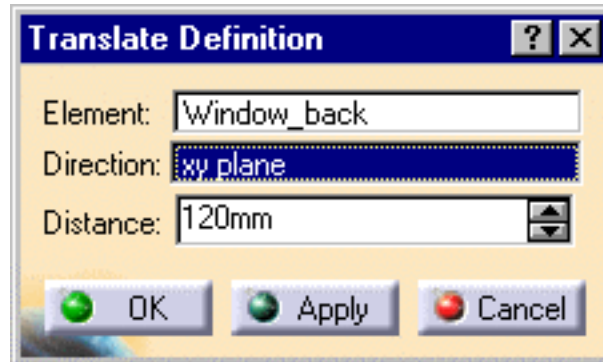 Translate Definition ? X
Element: Window_back
Direction: xy plane
Distance: 120mm
OK Apply Cancel